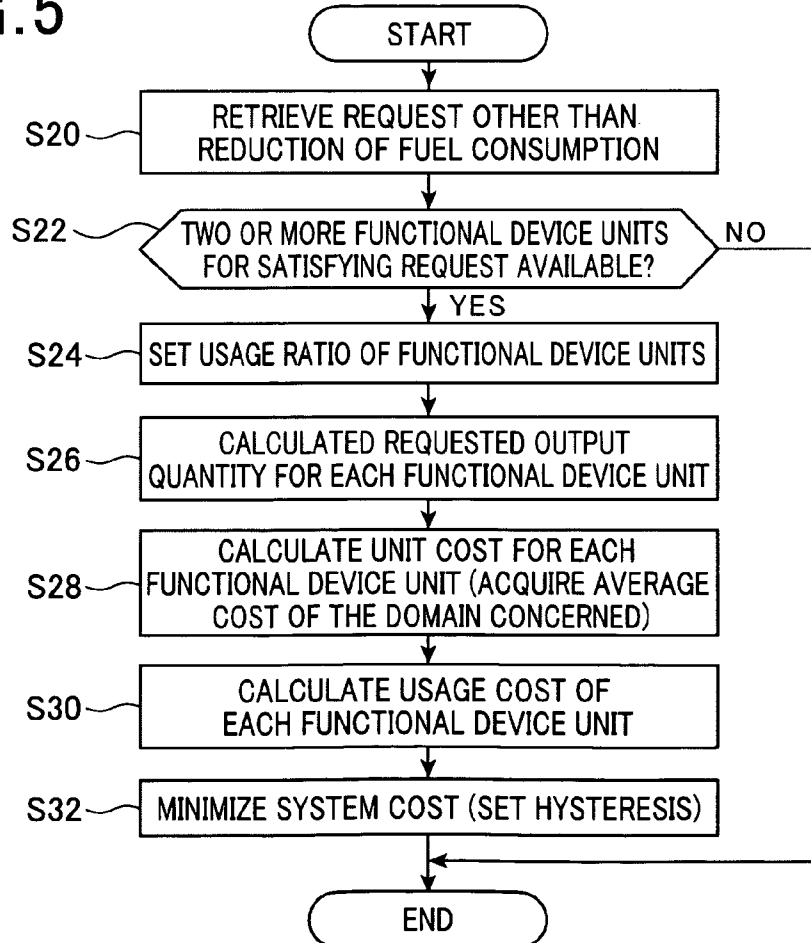 G.5
START
S20
RETRIEVE REQUEST OTHER THAN
REDUCTION OF FUEL CONSUMPTION
S22
TWO OR MORE FUNCTIONAL DEVICE UNITS
FOR SATISFYING REQUEST AVAILABLE?
NO
YES
S24
SET USAGE RATIO OF FUNCTIONAL DEVICE UNITS
S26
CALCULATED REQUESTED OUTPUT
QUANTITY FOR EACH FUNCTIONAL DEVICE UNIT
S28
CALCULATE UNIT COST FOR EACH
FUNCTIONAL DEVICE UNIT (ACQUIRE AVERAGE
COST OF THE DOMAIN CONCERNED)
S30
CALCULATE USAGE COST OF
EACH FUNCTIONAL DEVICE UNIT
S32
MINIMIZE SYSTEM COST (SET HYSTERESIS)
END